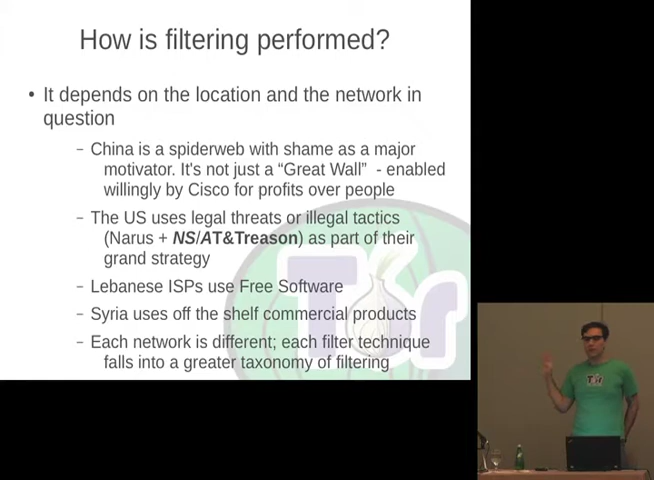 How is filtering performed?
• It depends on the location and the network in
question
– China is a spiderweb with shame as a major
motivator. It's not just a “Great Wall” - enabled
willingly by Cisco for profits over people
– The US uses legal threats or illegal tactics
(Narus + NS/AT&Treason) as part of their
grand strategy
– Lebanese ISPs use Free Software
– Syria uses off the shelf commercial products
– Each network is different; each filter technique
falls into a greater taxonomy of filtering
Tor
Tor